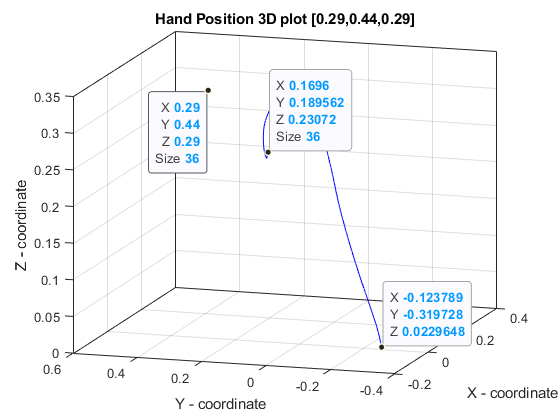 Hand Position 3D plot [0.29,0.44,0.29]
X 0.29
Y 0.44
Z 0.29
Size 36
X 0.1696
Y 0.189562
Z 0.23072
Size 36
X -0.123789
Y -0.319728
Z 0.0229648
0.35
0.3
0.25
0.2
0.15
0.1
0.05
0
Z - coordinate
0.6
0.4
0.2
0
-0.2
-0.4
Y - coordinate
-0.2
0
0.2
0.4
X - coordinate